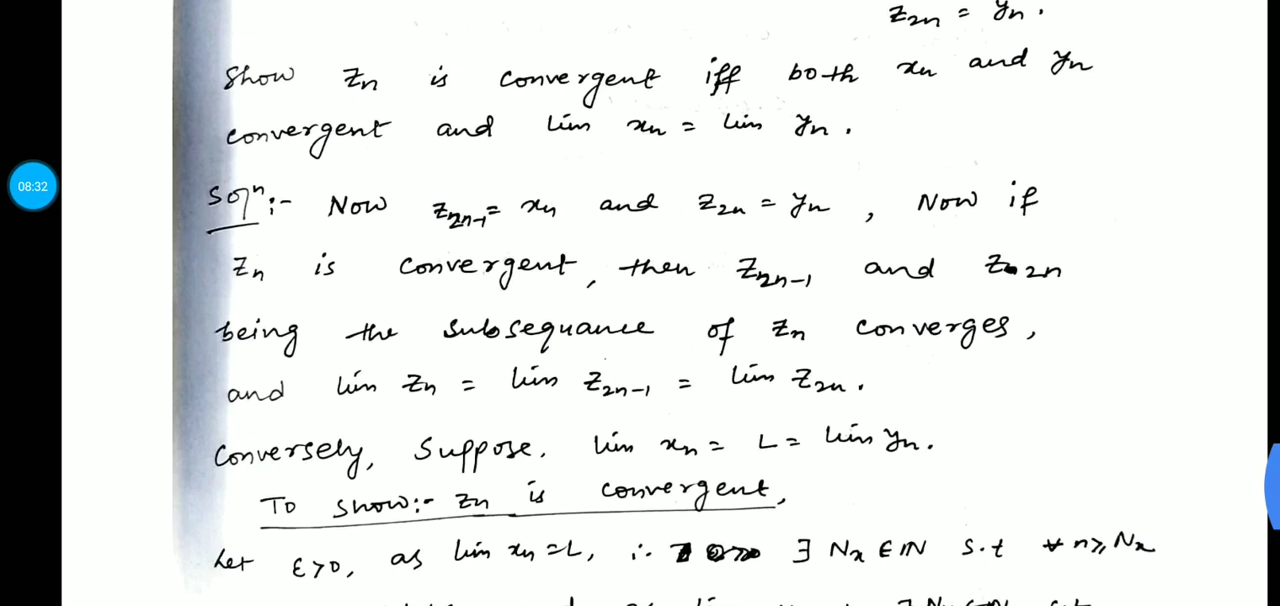 z₂ₙ = yₙ.
Show zₙ is convergent iff both xₙ and yₙ
convergent and lim xₙ = lim yₙ.
08:32
Solⁿ:- Now z₂ₙ₋₁ = xₙ and z₂ₙ = yₙ, Now if
zₙ is convergent, then z₂ₙ₋₁ and z₂ₙ
being the subsequance of zₙ converges,
and lim zₙ = lim z₂ₙ₋₁ = lim z₂ₙ.
Conversely, Suppose. lim xₙ = L = lim yₙ.
To show:- zₙ is convergent,
Let ε>0, as lim xₙ = L, ∴ ∃ Nₓ ∈ ℕ s.t ∀ n ≥ Nₓ